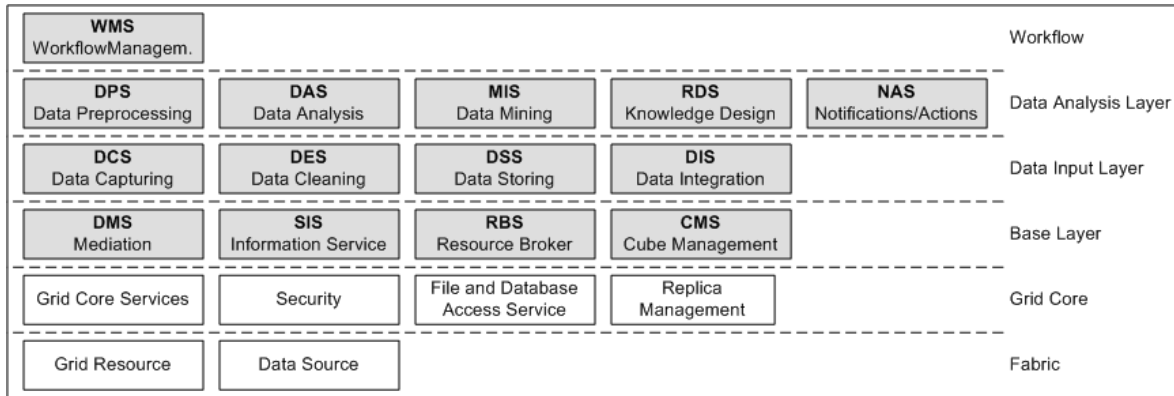 WMS
WorkflowManagem.
Workflow
DPS
Data Preprocessing
DAS
Data Analysis
MIS
Data Mining
RDS
Knowledge Design
NAS
Notifications/Actions
Data Analysis Layer
DCS
Data Capturing
DES
Data Cleaning
DSS
Data Storing
DIS
Data Integration
Data Input Layer
DMS
Mediation
SIS
Information Service
RBS
Resource Broker
CMS
Cube Management
Base Layer
Grid Core Services
Security
File and Database
Access Service
Replica
Management
Grid Core
Grid Resource
Data Source
Fabric